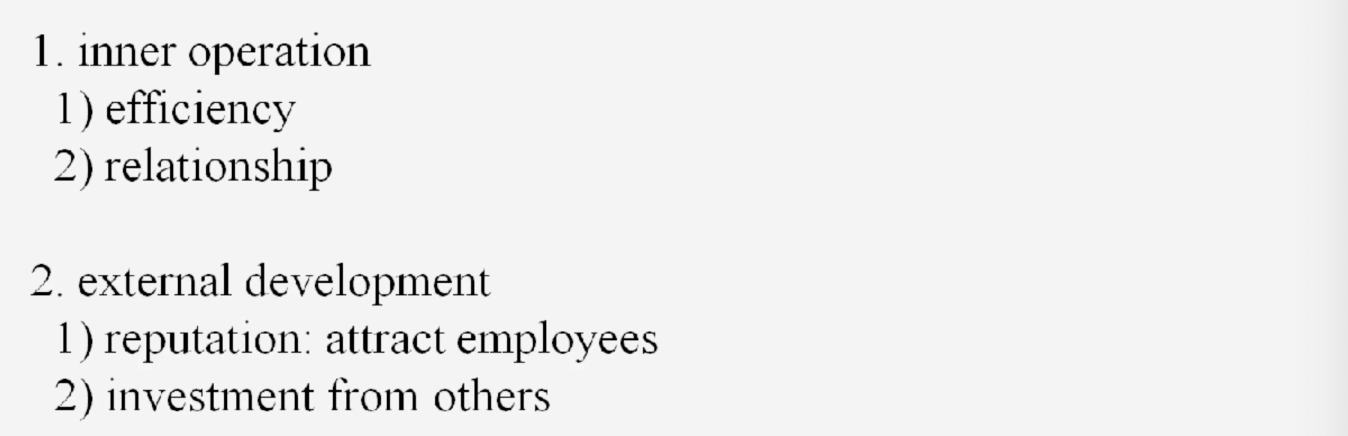 1. inner operation
1) efficiency
2) relationship
2. external development
1) reputation: attract employees
2) investment from others